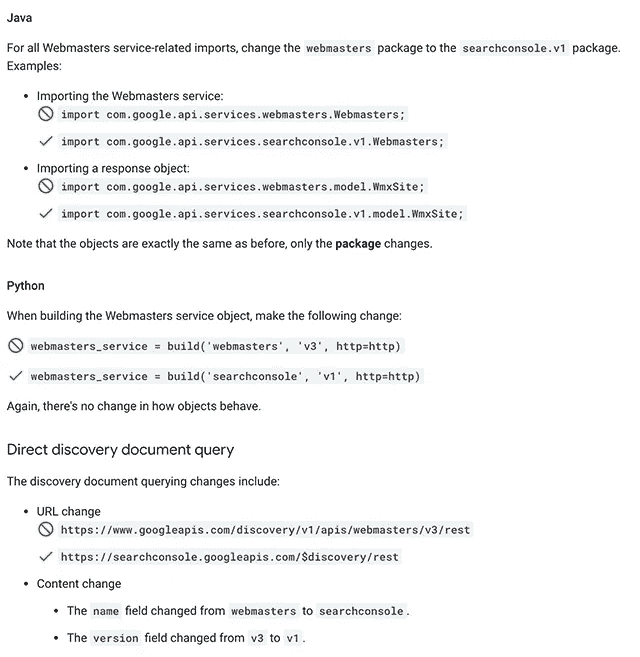 Java
For all Webmasters service-related imports, change the webmasters package to the searchconsole.v1 package.
Examples:
• Importing the Webmasters service:
import com.google.api.services.webmasters.Webmasters;
import com.google.api.services.searchconsole.v1.Webmasters;
• Importing a response object:
import com.google.api.services.webmasters.model.WmxSite;
import com.google.api.services.searchconsole.v1.model.WmxSite;
Note that the objects are exactly the same as before, only the package changes.
Python
When building the Webmasters service object, make the following change:
webmasters_service = build('webmasters', 'v3', http=http)
webmasters_service = build('searchconsole', 'v1', http=http)
Again, there's no change in how objects behave.
Direct discovery document query
The discovery document querying changes include:
• URL change
https://www.googleapis.com/discovery/v1/apis/webmasters/v3/rest
https://searchconsole.googleapis.com/$discovery/rest
• Content change
• The name field changed from webmasters to searchconsole.
• The version field changed from v3 to v1.